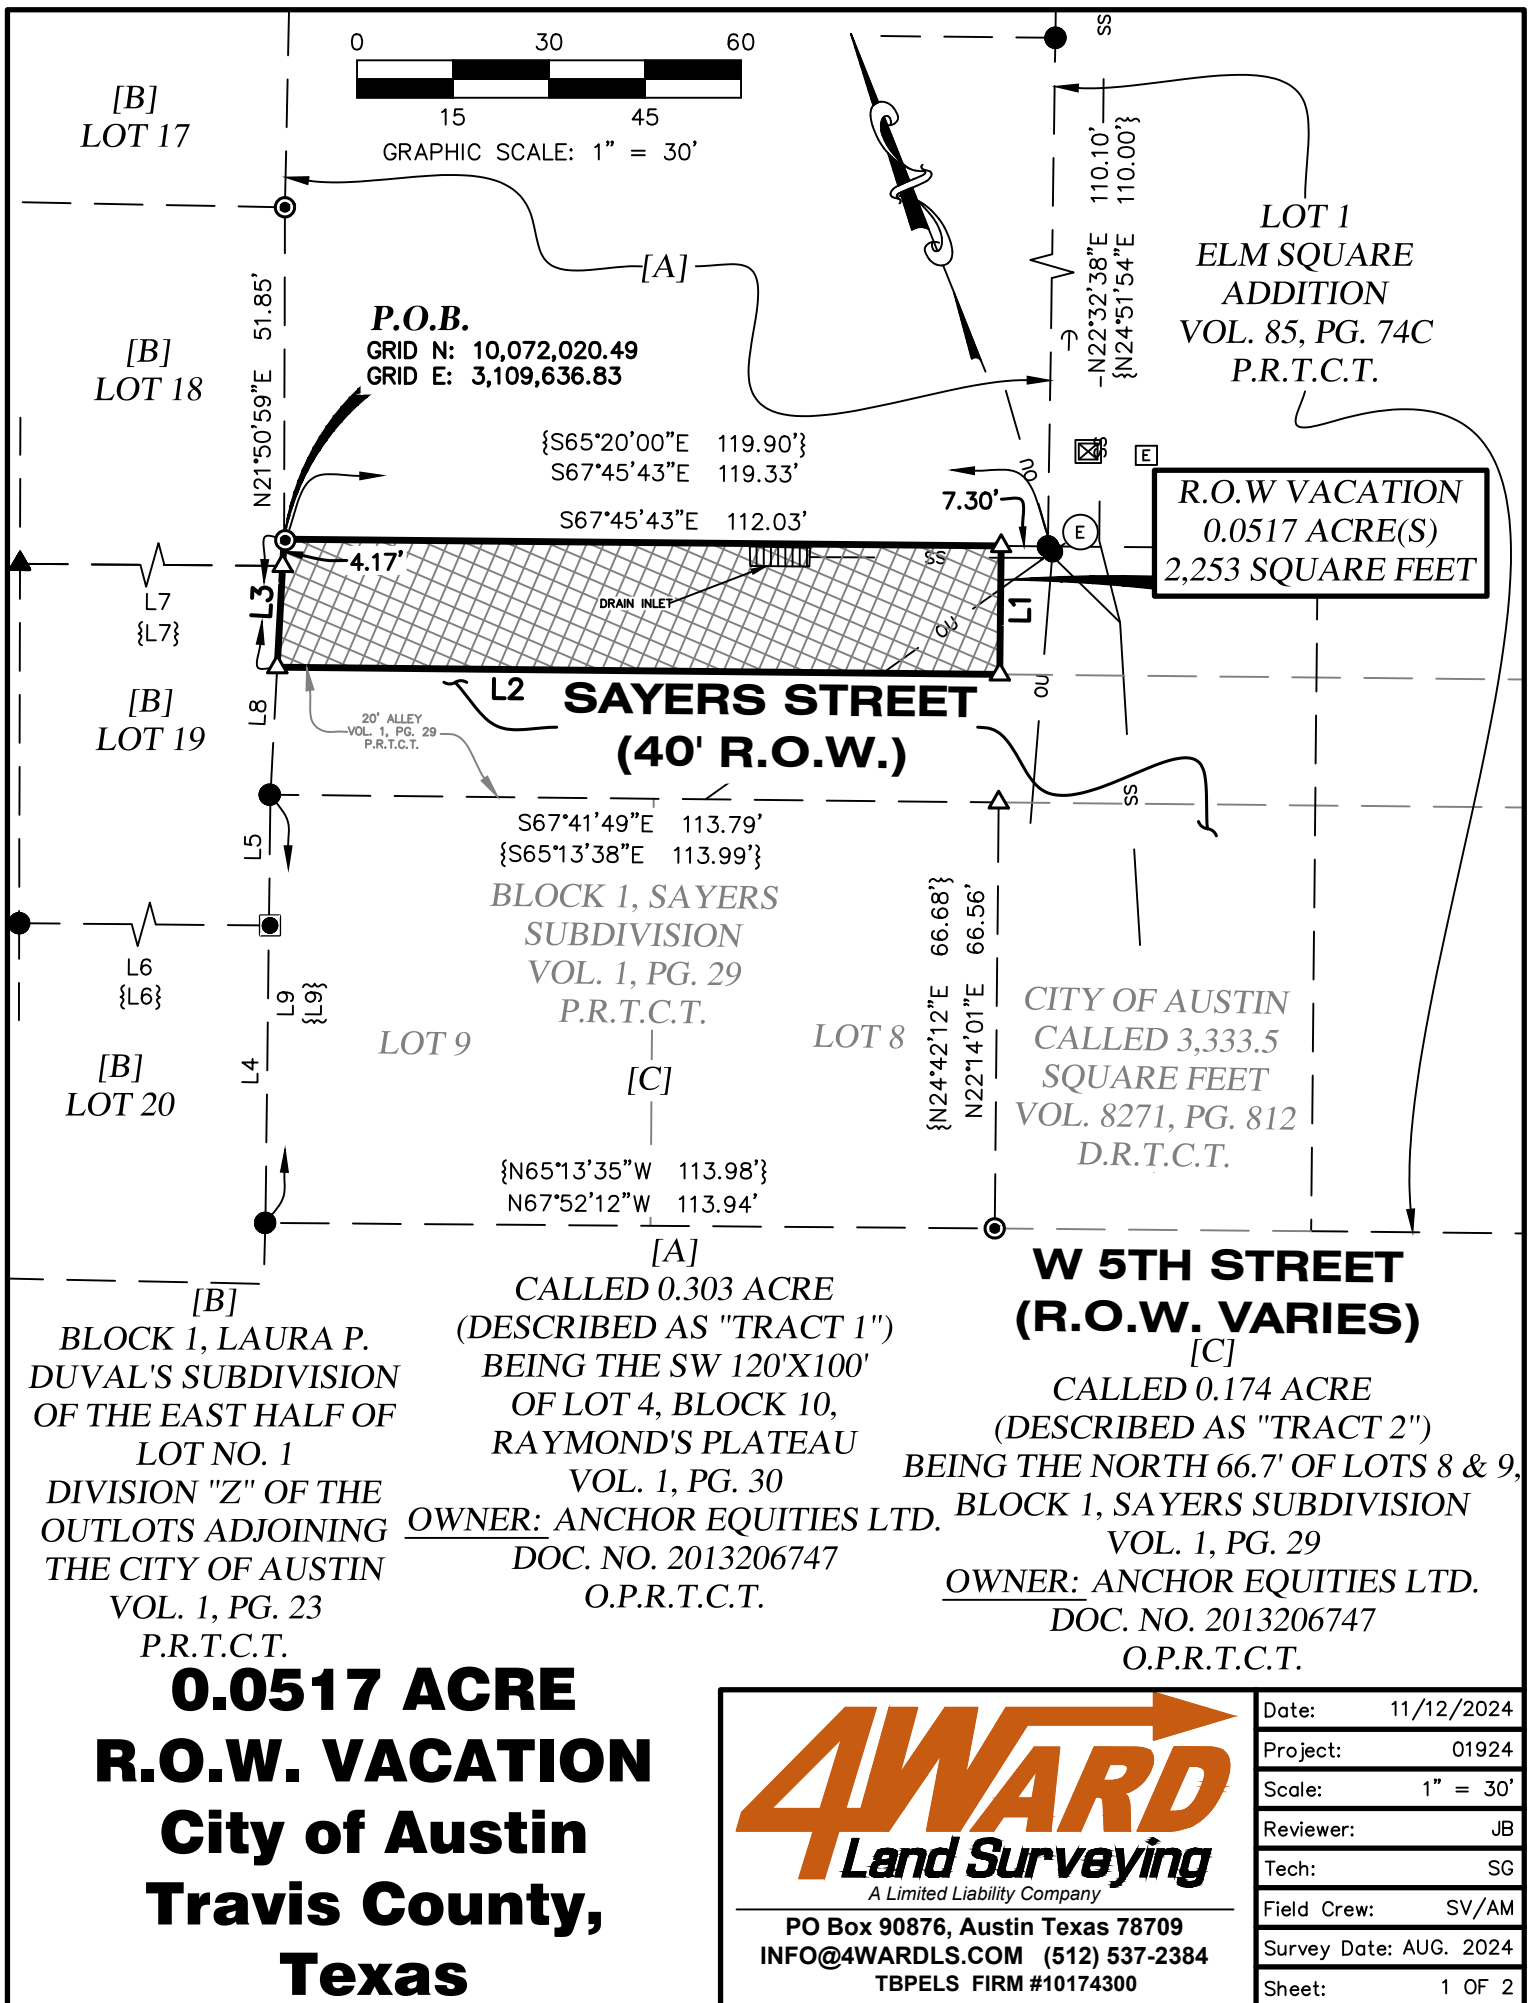 0 30 60
15 45
GRAPHIC SCALE: 1" = 30'
[B]
LOT 17
[A]
SS
N22°32'38"E 110.10'
{N24°51'54"E 110.00'}
LOT 1
ELM SQUARE
ADDITION
VOL. 85, PG. 74C
P.R.T.C.T.
N21°50'59"E 51.85'
P.O.B.
GRID N: 10,072,020.49
GRID E: 3,109,636.83
[B]
LOT 18
{S65°20'00"E 119.90'}
S67°45'43"E 119.33'
S67°45'43"E 112.03'
7.30'
OU
SS
E
E
R.O.W VACATION
0.0517 ACRE(S)
2,253 SQUARE FEET
4.17'
SS
DRAIN INLET
OU
L3
L1
L7
{L7}
L2
SAYERS STREET
(40' R.O.W.)
OU
SS
20' ALLEY
VOL. 1, PG. 29
P.R.T.C.T.
[B]
LOT 19
L8
L5
S67°41'49"E 113.79'
{S65°13'38"E 113.99'}
BLOCK 1, SAYERS
SUBDIVISION
VOL. 1, PG. 29
P.R.T.C.T.
LOT 9
LOT 8
[C]
{N24°42'12"E 66.68'}
N22°14'01"E 66.56'
CITY OF AUSTIN
CALLED 3,333.5
SQUARE FEET
VOL. 8271, PG. 812
D.R.T.C.T.
L6
{L6}
L9
{L9}
L4
[B]
LOT 20
{N65°13'35"W 113.98'}
N67°52'12"W 113.94'
W 5TH STREET
(R.O.W. VARIES)
[B]
BLOCK 1, LAURA P.
DUVAL'S SUBDIVISION
OF THE EAST HALF OF
LOT NO. 1
DIVISION "Z" OF THE
OUTLOTS ADJOINING
THE CITY OF AUSTIN
VOL. 1, PG. 23
P.R.T.C.T.
[A]
CALLED 0.303 ACRE
(DESCRIBED AS "TRACT 1")
BEING THE SW 120'X100'
OF LOT 4, BLOCK 10,
RAYMOND'S PLATEAU
VOL. 1, PG. 30
OWNER: ANCHOR EQUITIES LTD.
DOC. NO. 2013206747
O.P.R.T.C.T.
[C]
CALLED 0.174 ACRE
(DESCRIBED AS "TRACT 2")
BEING THE NORTH 66.7' OF LOTS 8 & 9,
BLOCK 1, SAYERS SUBDIVISION
VOL. 1, PG. 29
OWNER: ANCHOR EQUITIES LTD.
DOC. NO. 2013206747
O.P.R.T.C.T.
0.0517 ACRE
R.O.W. VACATION
City of Austin
Travis County,
Texas
4WARD
Land Surveying
A Limited Liability Company
PO Box 90876, Austin Texas 78709
INFO@4WARDLS.COM (512) 537-2384
TBPELS FIRM #10174300
Date: 11/12/2024
Project: 01924
Scale: 1" = 30'
Reviewer: JB
Tech: SG
Field Crew: SV/AM
Survey Date: AUG. 2024
Sheet: 1 OF 2